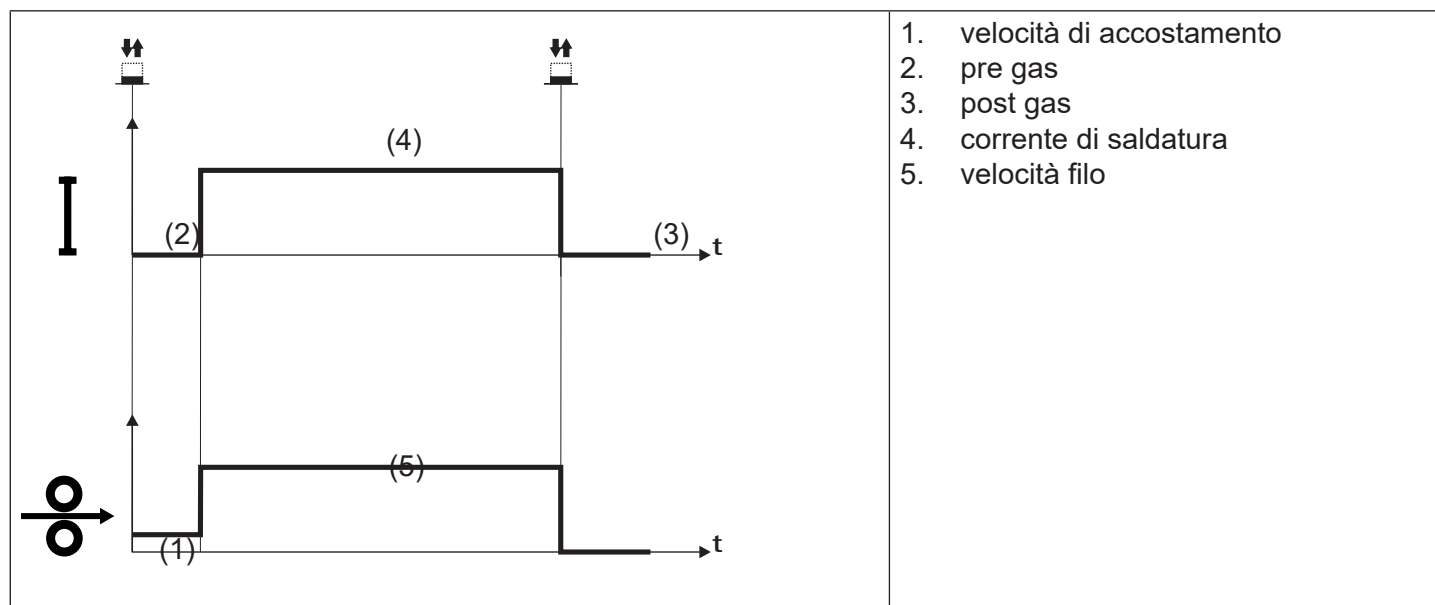 (4)
I
(2)
(3)
t
(5)
(1)
t
1. velocità di accostamento
2. pre gas
3. post gas
4. corrente di saldatura
5. velocità filo